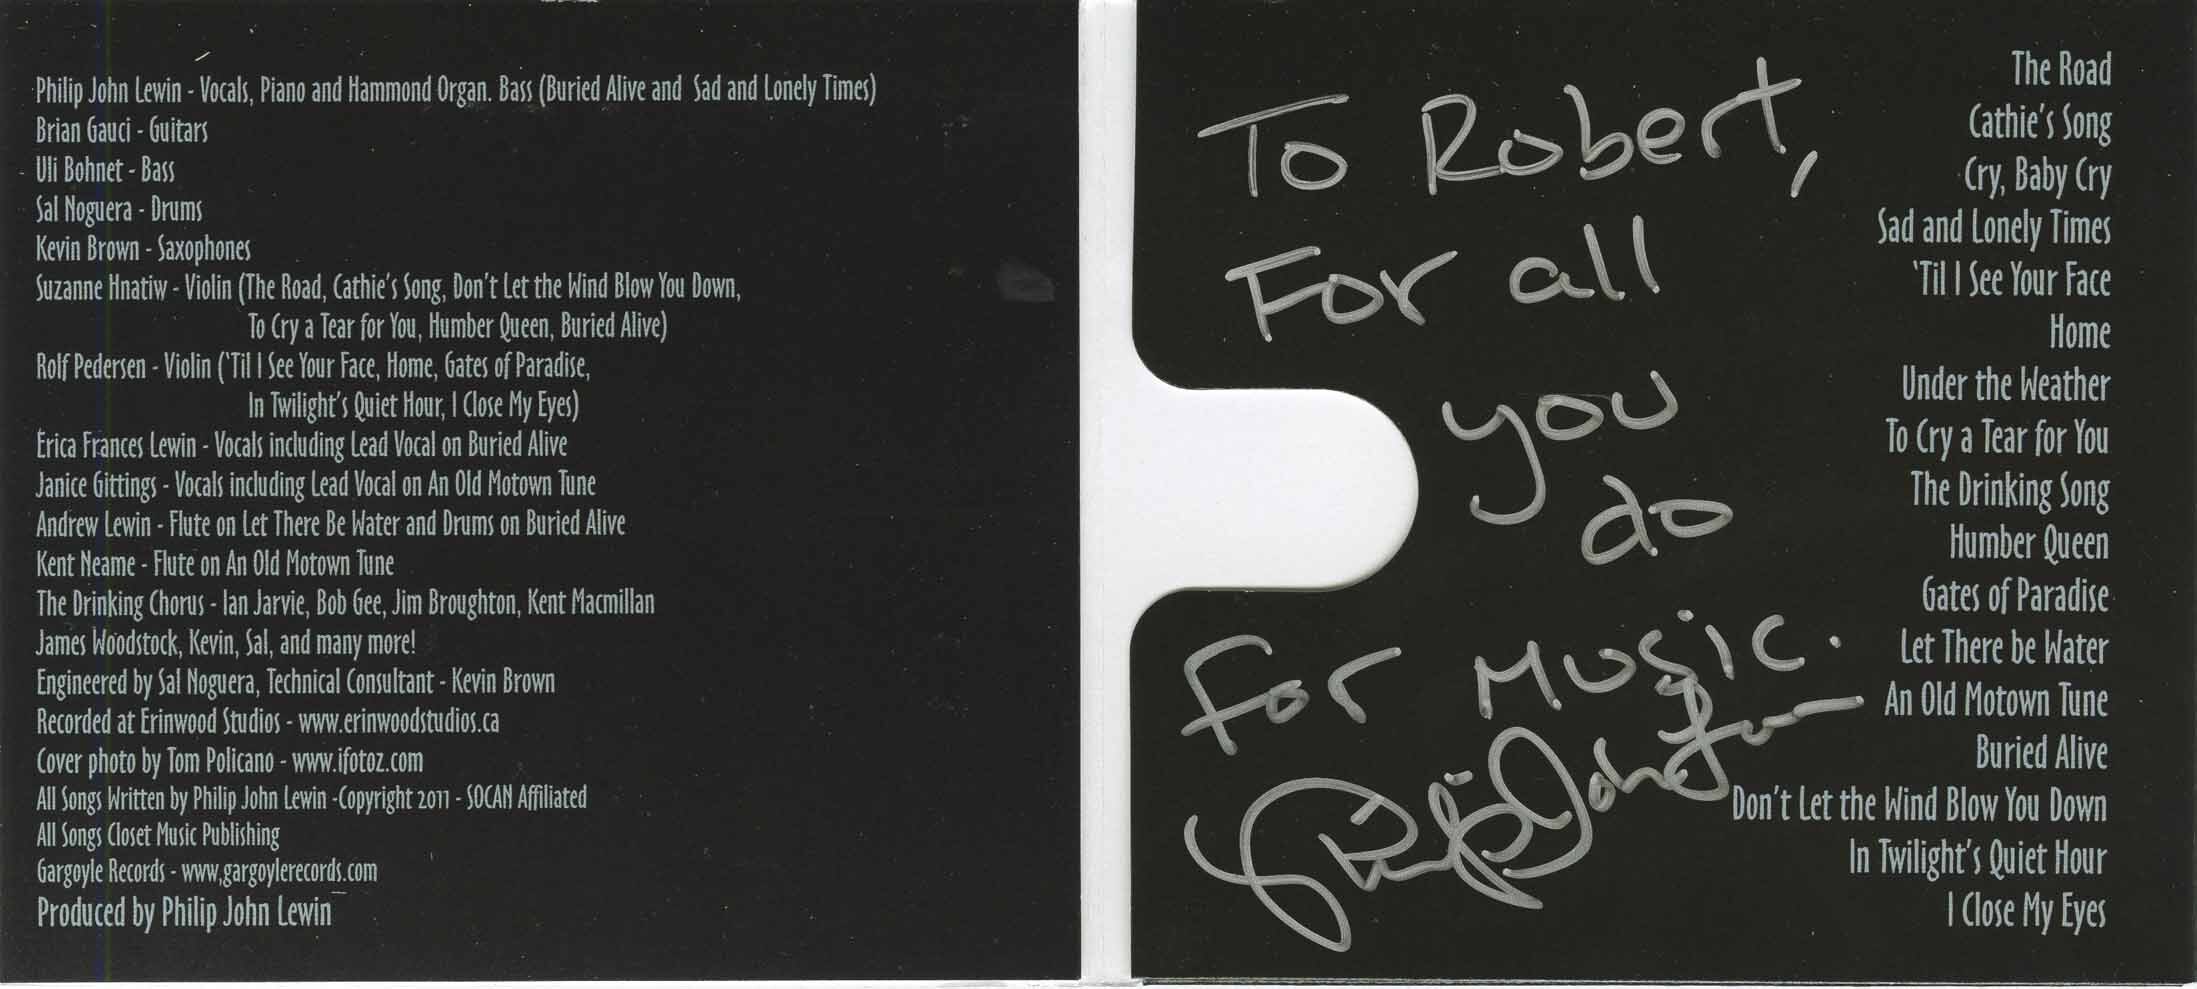 Philip John Lewin - Vocals, Piano and Hammond Organ. Bass (Buried Alive and Sad and Lonely Times)
Brian Gauci - Guitars
Uli Bohnet - Bass
Sal Noguera - Drums
Kevin Brown - Saxophones
Suzanne Hnatiw - Violin (The Road, Cathie's Song, Don't Let the Wind Blow You Down,
To Cry a Tear for You, Humber Queen, Buried Alive)
Rolf Pedersen - Violin ('Til I See Your Face, Home, Gates of Paradise,
In Twilight's Quiet Hour, I Close My Eyes)
Erica Frances Lewin - Vocals including Lead Vocal on Buried Alive
Janice Gittings - Vocals including Lead Vocal on An Old Motown Tune
Andrew Lewin - Flute on Let There Be Water and Drums on Buried Alive
Kent Neame - Flute on An Old Motown Tune
The Drinking Chorus - Ian Jarvie, Bob Gee, Jim Broughton, Kent Macmillan
James Woodstock, Kevin, Sal, and many more!
Engineered by Sal Noguera, Technical Consultant - Kevin Brown
Recorded at Erinwood Studios - www.erinwoodstudios.ca
Cover photo by Tom Policano - www.ifotoz.com
All Songs Written by Philip John Lewin -Copyright 2011 - SOCAN Affiliated
All Songs Closet Music Publishing
Gargoyle Records - www.gargoylerecords.com
Produced by Philip John Lewin
To Robert,
For all
you
do
for Music.
Philip John Lewin
The Road
Cathie's Song
Cry, Baby Cry
Sad and Lonely Times
'Til I See Your Face
Home
Under the Weather
To Cry a Tear for You
The Drinking Song
Humber Queen
Gates of Paradise
Let There be Water
An Old Motown Tune
Buried Alive
Don't Let the Wind Blow You Down
In Twilight's Quiet Hour
I Close My Eyes